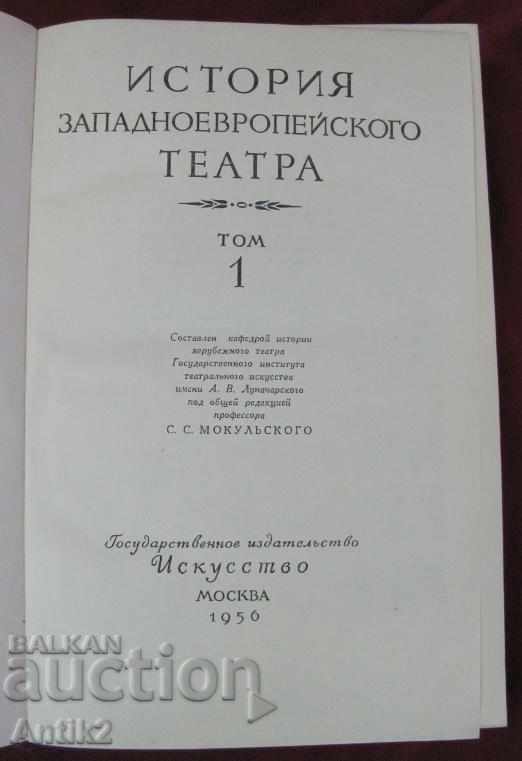 ИСТОРИЯ
ЗАПАДНОЕВРОПЕЙСКОГО
ТЕАТРА
ТОМ
1
Составлен кафедрой истории
зарубежного театра
Государственного института
театрального искусства
имени А. В. Луначарского
под общей редакцией
профессора
С. С. МОКУЛЬСКОГО
Государственное издательство
Искусство
МОСКВА
1956
BALKAN
auction
Antik2